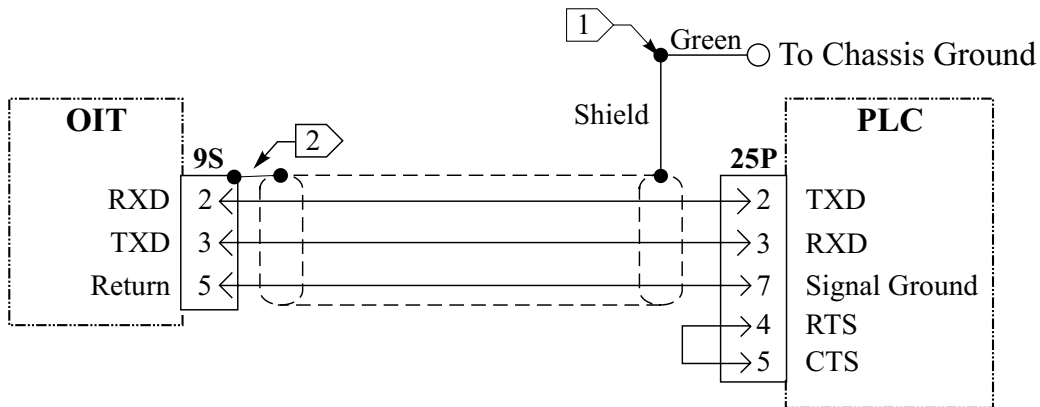 1
Green
To Chassis Ground
Shield
OIT
PLC
2
9S
25P
RXD 2
2 TXD
TXD 3
3 RXD
Return 5
7 Signal Ground
4 RTS
5 CTS